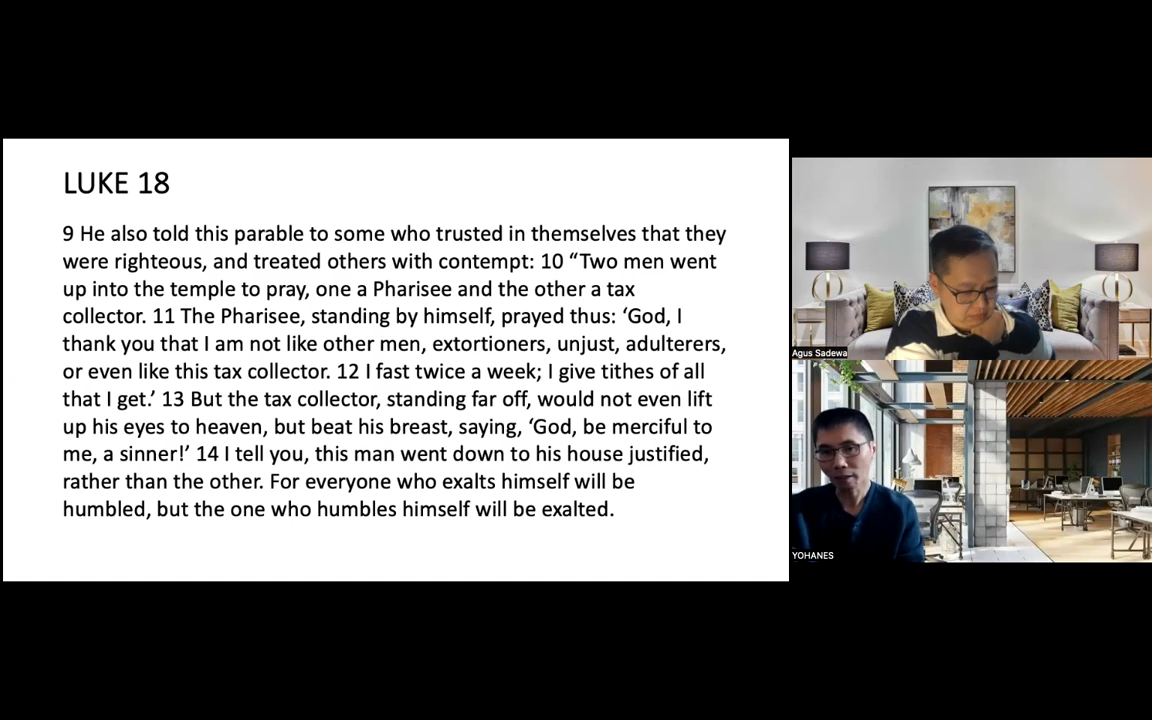 LUKE 18
9 He also told this parable to some who trusted in themselves that they
were righteous, and treated others with contempt: 10 “Two men went
up into the temple to pray, one a Pharisee and the other a tax
collector. 11 The Pharisee, standing by himself, prayed thus: ‘God, I
thank you that I am not like other men, extortioners, unjust, adulterers,
or even like this tax collector. 12 I fast twice a week; I give tithes of all
that I get.’ 13 But the tax collector, standing far off, would not even lift
up his eyes to heaven, but beat his breast, saying, ‘God, be merciful to
me, a sinner!’ 14 I tell you, this man went down to his house justified,
rather than the other. For everyone who exalts himself will be
humbled, but the one who humbles himself will be exalted.
Agus Sadewa
YOHANES